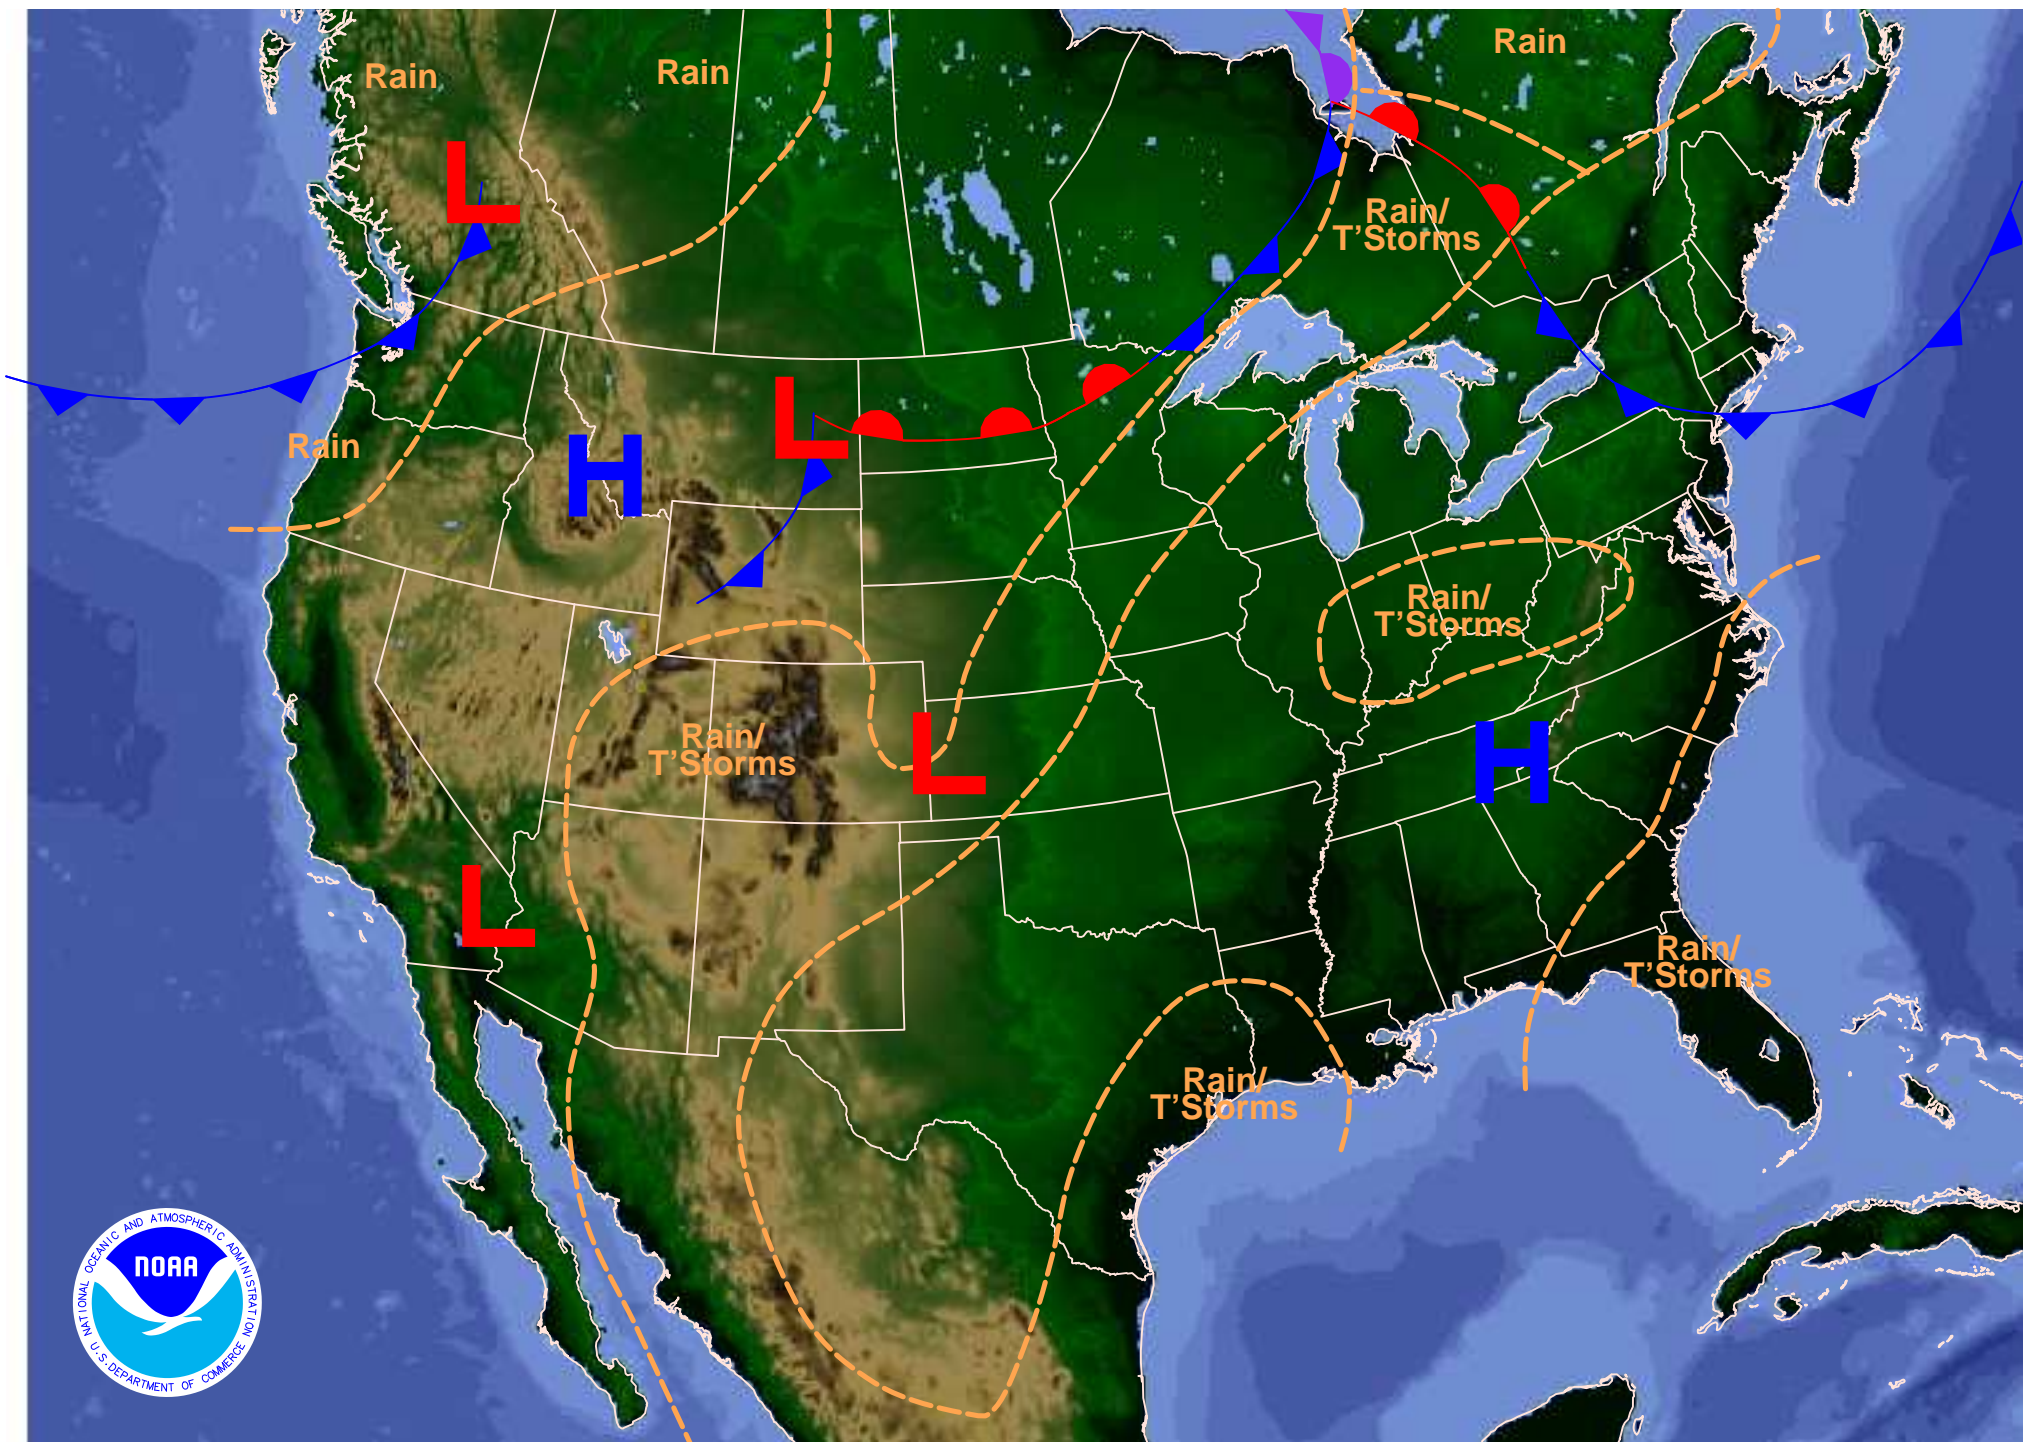 Rain
Rain
Rain
L
Rain/
T'Storms
L
Rain
H
Rain/
T'Storms
Rain/
T'Storms
L
H
L
Rain/
T'Storms
Rain/
T'Storms
NATIONAL OCEANIC AND ATMOSPHERIC ADMINISTRATION
NOAA
U.S. DEPARTMENT OF COMMERCE